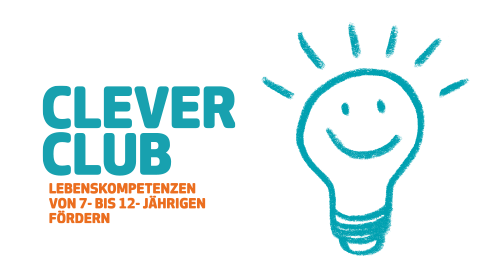 CLEVER
CLUB
LEBENSKOMPETENZEN
VON 7- BIS 12- JÄHRIGEN
FÖRDERN